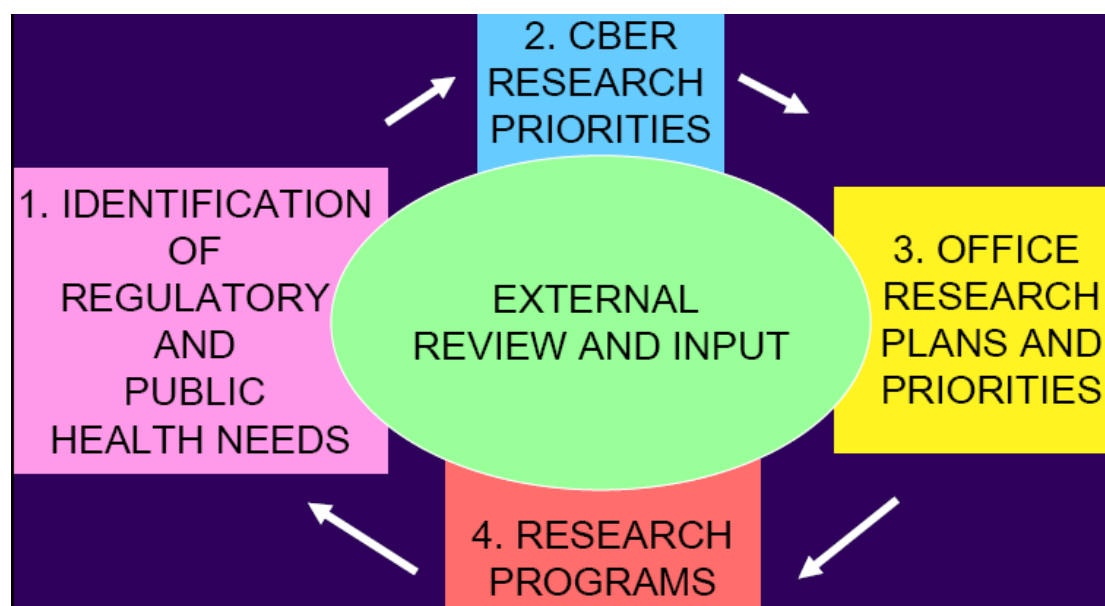 1. IDENTIFICATION
OF
REGULATORY
AND
PUBLIC
HEALTH NEEDS
2. CBER
RESEARCH
PRIORITIES
3. OFFICE
RESEARCH
PLANS AND
PRIORITIES
4. RESEARCH
PROGRAMS
EXTERNAL
REVIEW AND INPUT